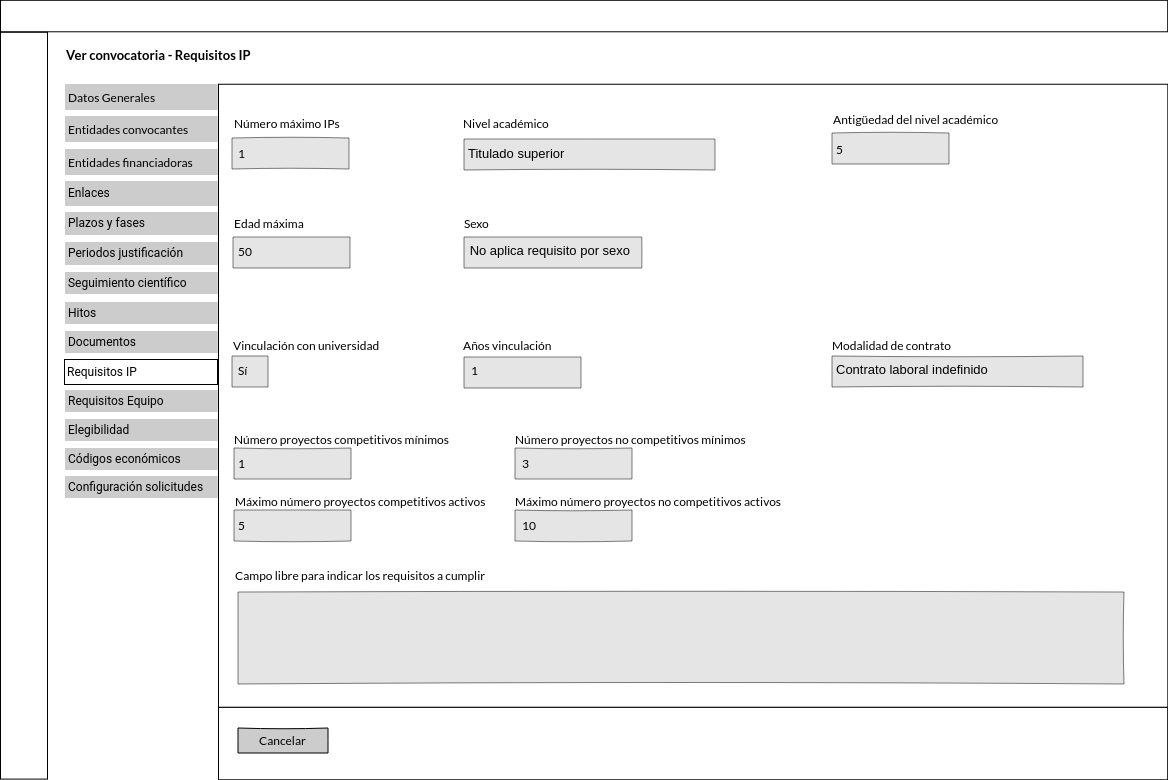 Ver convocatoria - Requisitos IP
Datos Generales
Entidades convocantes
Entidades financiadoras
Enlaces
Plazos y fases
Periodos justificación
Seguimiento científico
Hitos
Documentos
Requisitos IP
Requisitos Equipo
Elegibilidad
Códigos económicos
Configuración solicitudes
Número máximo IPs
1
Nivel académico
Titulado superior
Antigüedad del nivel académico
5
Edad máxima
50
Sexo
No aplica requisito por sexo
Vinculación con universidad
Sí
Años vinculación
1
Modalidad de contrato
Contrato laboral indefinido
Número proyectos competitivos mínimos
1
Número proyectos no competitivos mínimos
3
Máximo número proyectos competitivos activos
5
Máximo número proyectos no competitivos activos
10
Campo libre para indicar los requisitos a cumplir
Cancelar